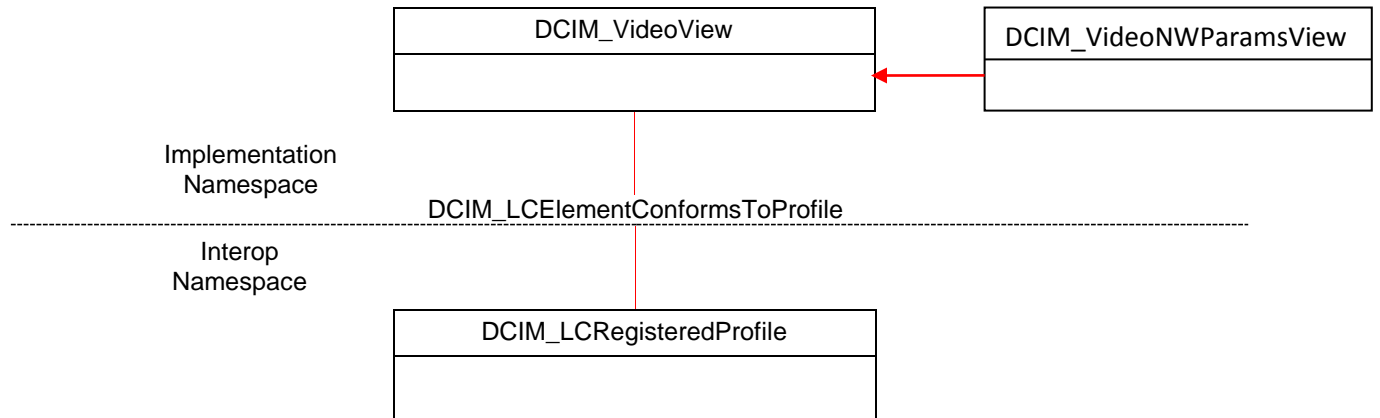 DCIM_VideoView
DCIM_VideoNWParamsView
Implementation
Namespace
DCIM_LCElementConformsToProfile
Interop
Namespace
DCIM_LCRegisteredProfile